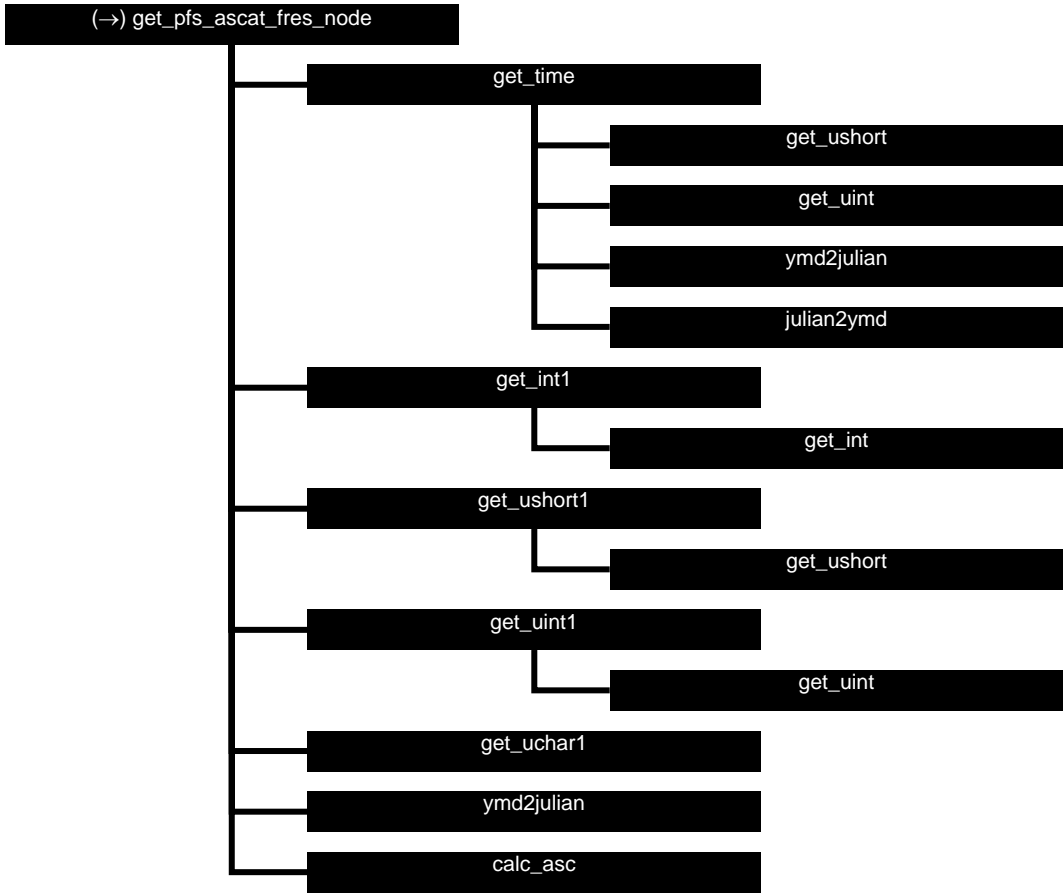 (→) get_pfs_ascat_fres_node
get_time
get_ushort
get_uint
ymd2julian
julian2ymd
get_int1
get_int
get_ushort1
get_ushort
get_uint1
get_uint
get_uchar1
ymd2julian
calc_asc